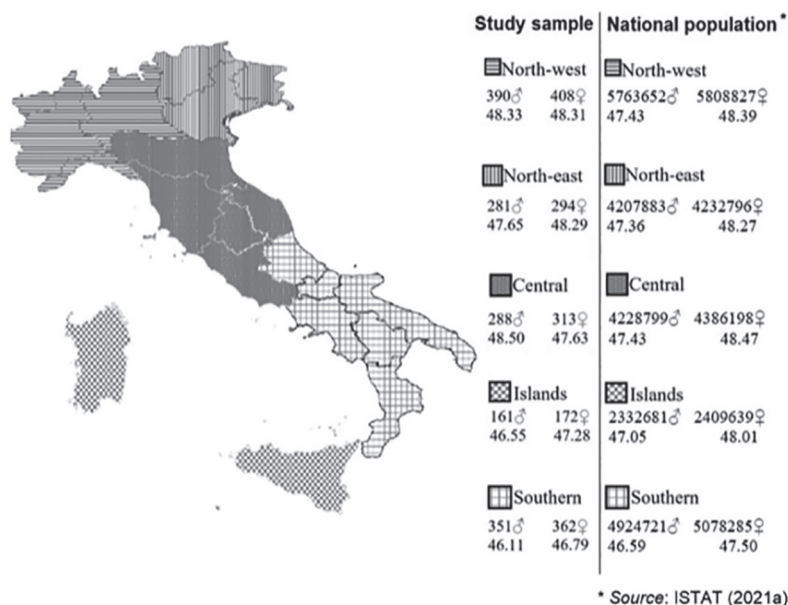 Study sample
National population*
North-west
390♂ 408♀
48.33 48.31
North-west
5763652♂ 5808827♀
47.43 48.39
North-east
281♂ 294♀
47.65 48.29
North-east
4207883♂ 4232796♀
47.36 48.27
Central
288♂ 313♀
48.50 47.63
Central
4228799♂ 4386198♀
47.43 48.47
Islands
161♂ 172♀
46.55 47.28
Islands
2332681♂ 2409639♀
47.05 48.01
Southern
351♂ 362♀
46.11 46.79
Southern
4924721♂ 5078285♀
46.59 47.50
* Source: ISTAT (2021a)